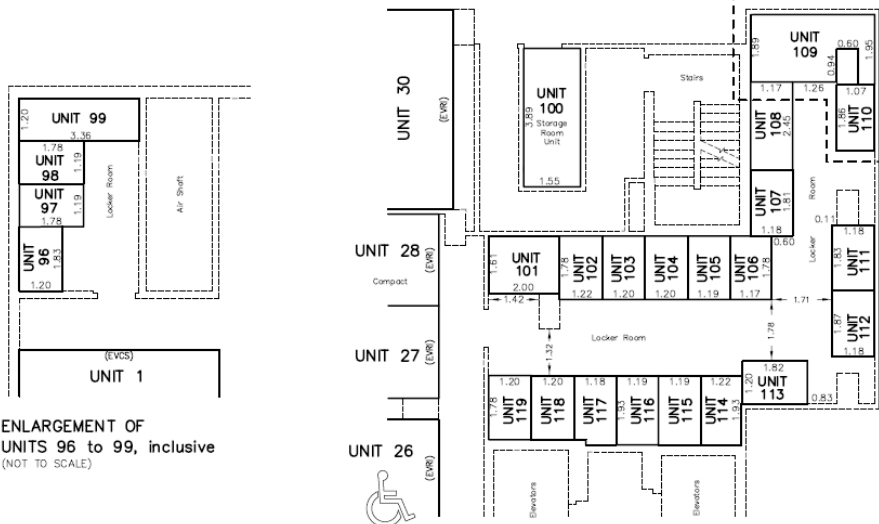 UNIT 99
1.20
3.36
1.78
UNIT 98
1.19
UNIT 97
1.19
1.78
UNIT 96
1.83
1.20
Locker Room
Air Shaft
(EVCS)
UNIT 1
ENLARGEMENT OF
UNITS 96 to 99, inclusive
(NOT TO SCALE)
UNIT 30
(EVRI)
UNIT 28
Compact
(EVRI)
UNIT 27
(EVRI)
UNIT 26
(EVRI)
UNIT
100
Storage
Room
Unit
3.89
1.55
Stairs
UNIT
109
1.89
0.60
0.94
1.95
1.17
1.26
1.07
UNIT
110
1.86
UNIT
108
2.45
UNIT
107
1.81
1.18
0.60
Locker Room
0.11
UNIT
101
1.61
2.00
1.42
UNIT
102
1.78
1.22
UNIT
103
1.20
UNIT
104
1.20
UNIT
105
1.19
UNIT
106
1.78
1.17
1.71
1.18
UNIT
111
1.83
UNIT
112
1.87
1.18
Locker Room
1.32
1.78
1.82
UNIT
113
1.20
0.83
1.20
UNIT
119
1.78
1.20
UNIT
118
1.18
UNIT
117
1.93
1.19
UNIT
116
1.19
UNIT
115
1.22
UNIT
114
1.93
Elevators
Elevators